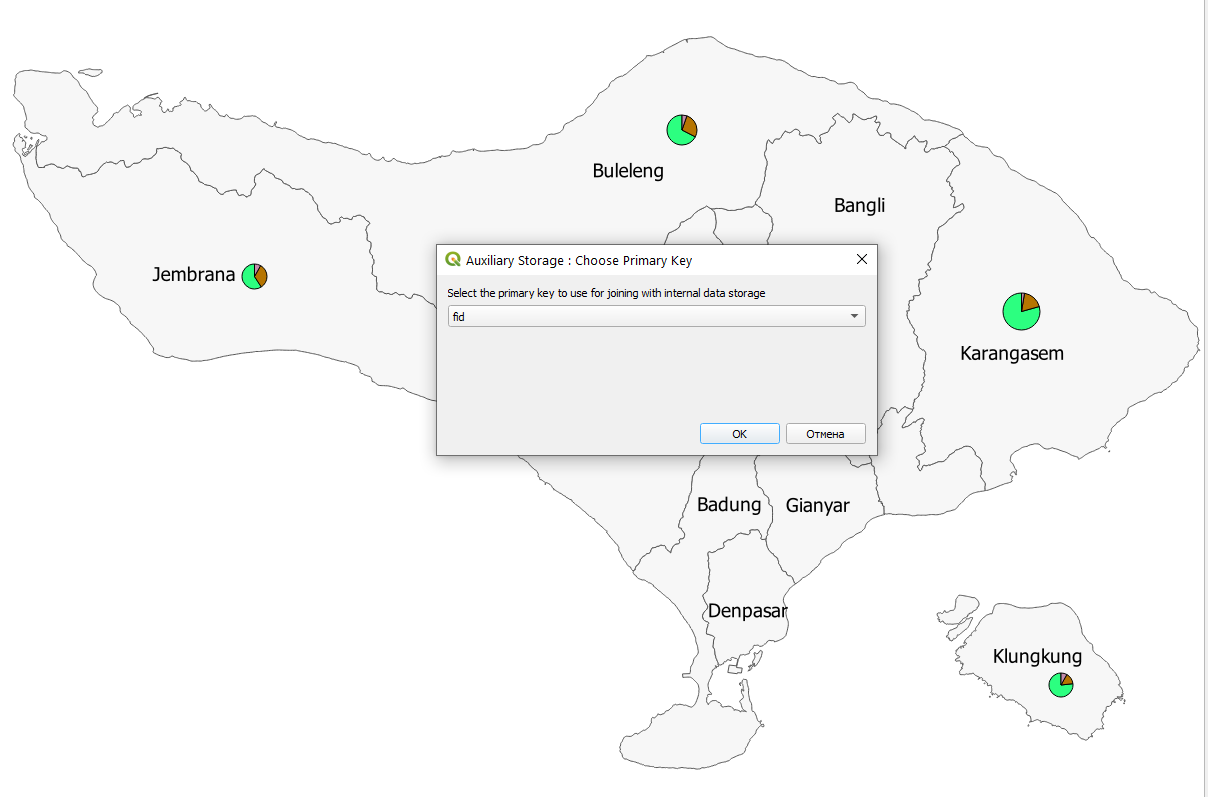 Buleleng
Bangli
Auxiliary Storage : Choose Primary Key
Jembrana
Select the primary key to use for joining with internal data storage
fid
Karangasem
OK
Отмена
Badung
Gianyar
Denpasar
Klungkung